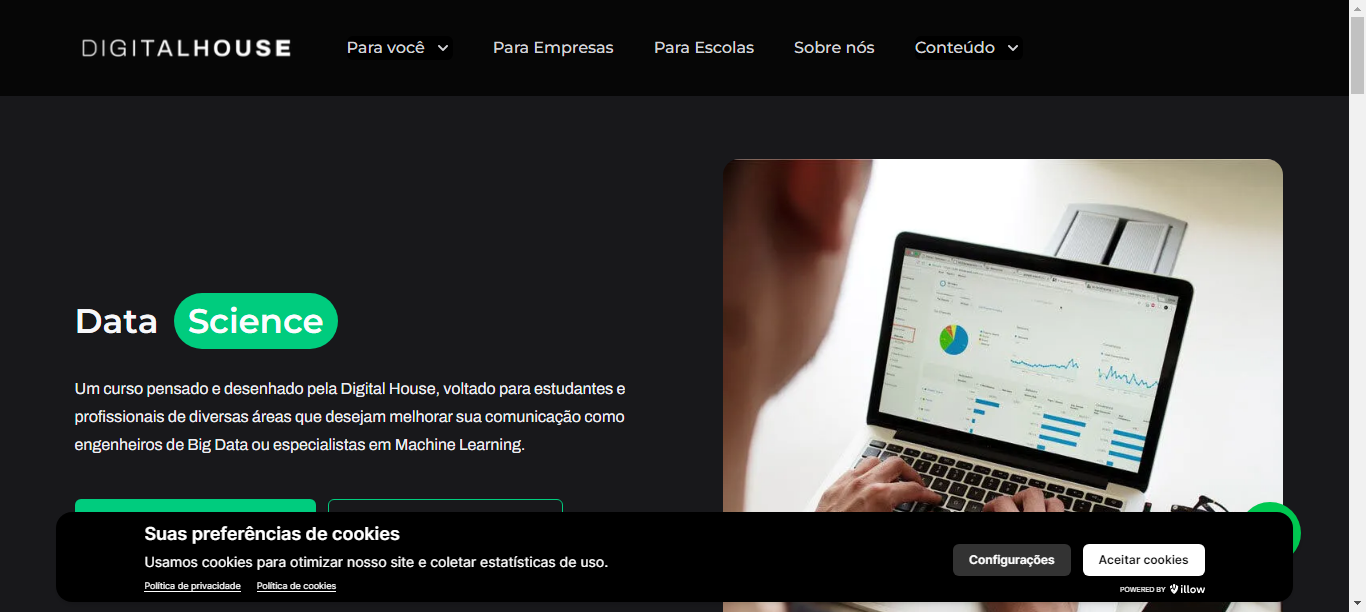 DIGITALHOUSE
Para você
Para Empresas
Para Escolas
Sobre nós
Conteúdo
Data Science
Um curso pensado e desenhado pela Digital House, voltado para estudantes e
profissionais de diversas áreas que desejam melhorar sua comunicação como
engenheiros de Big Data ou especialistas em Machine Learning.
Suas preferências de cookies
Usamos cookies para otimizar nosso site e coletar estatísticas de uso.
Política de privacidade
Política de cookies
Configurações
Aceitar cookies
POWERED BY illow